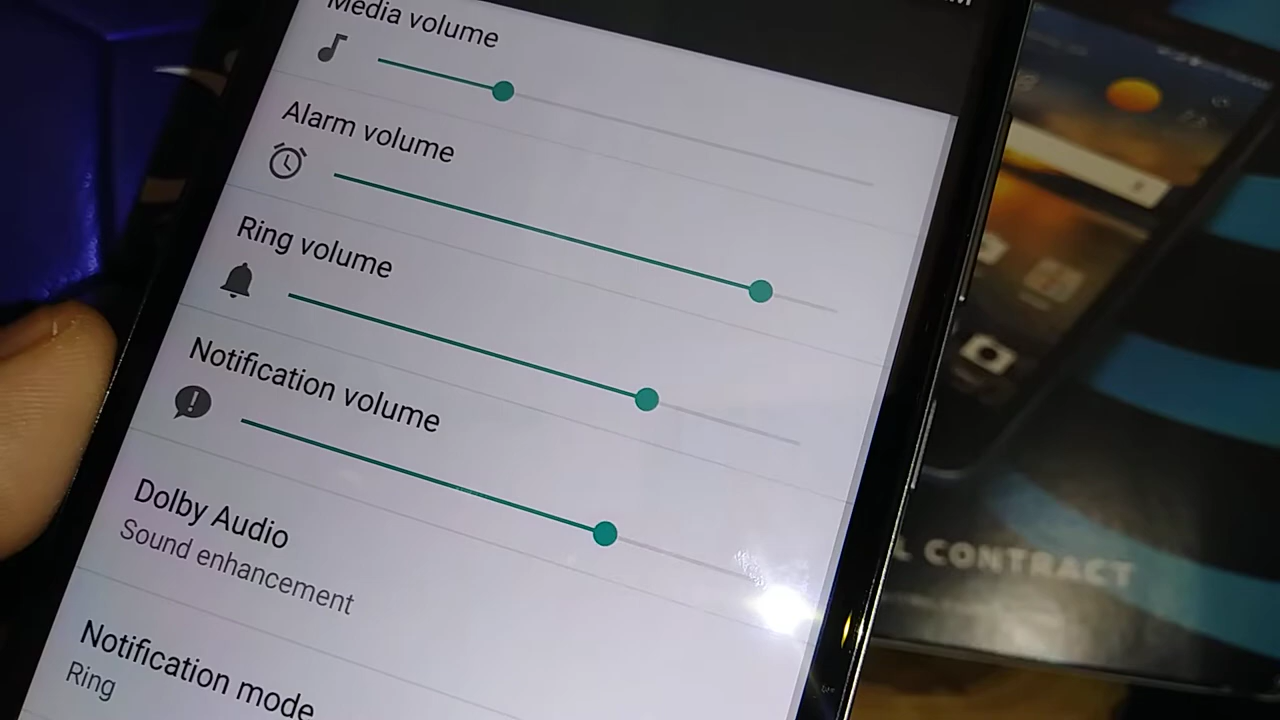 Media volume
Alarm volume
Ring volume
Notification volume
Dolby Audio
Sound enhancement
Notification mode
Ring
CONTRACT